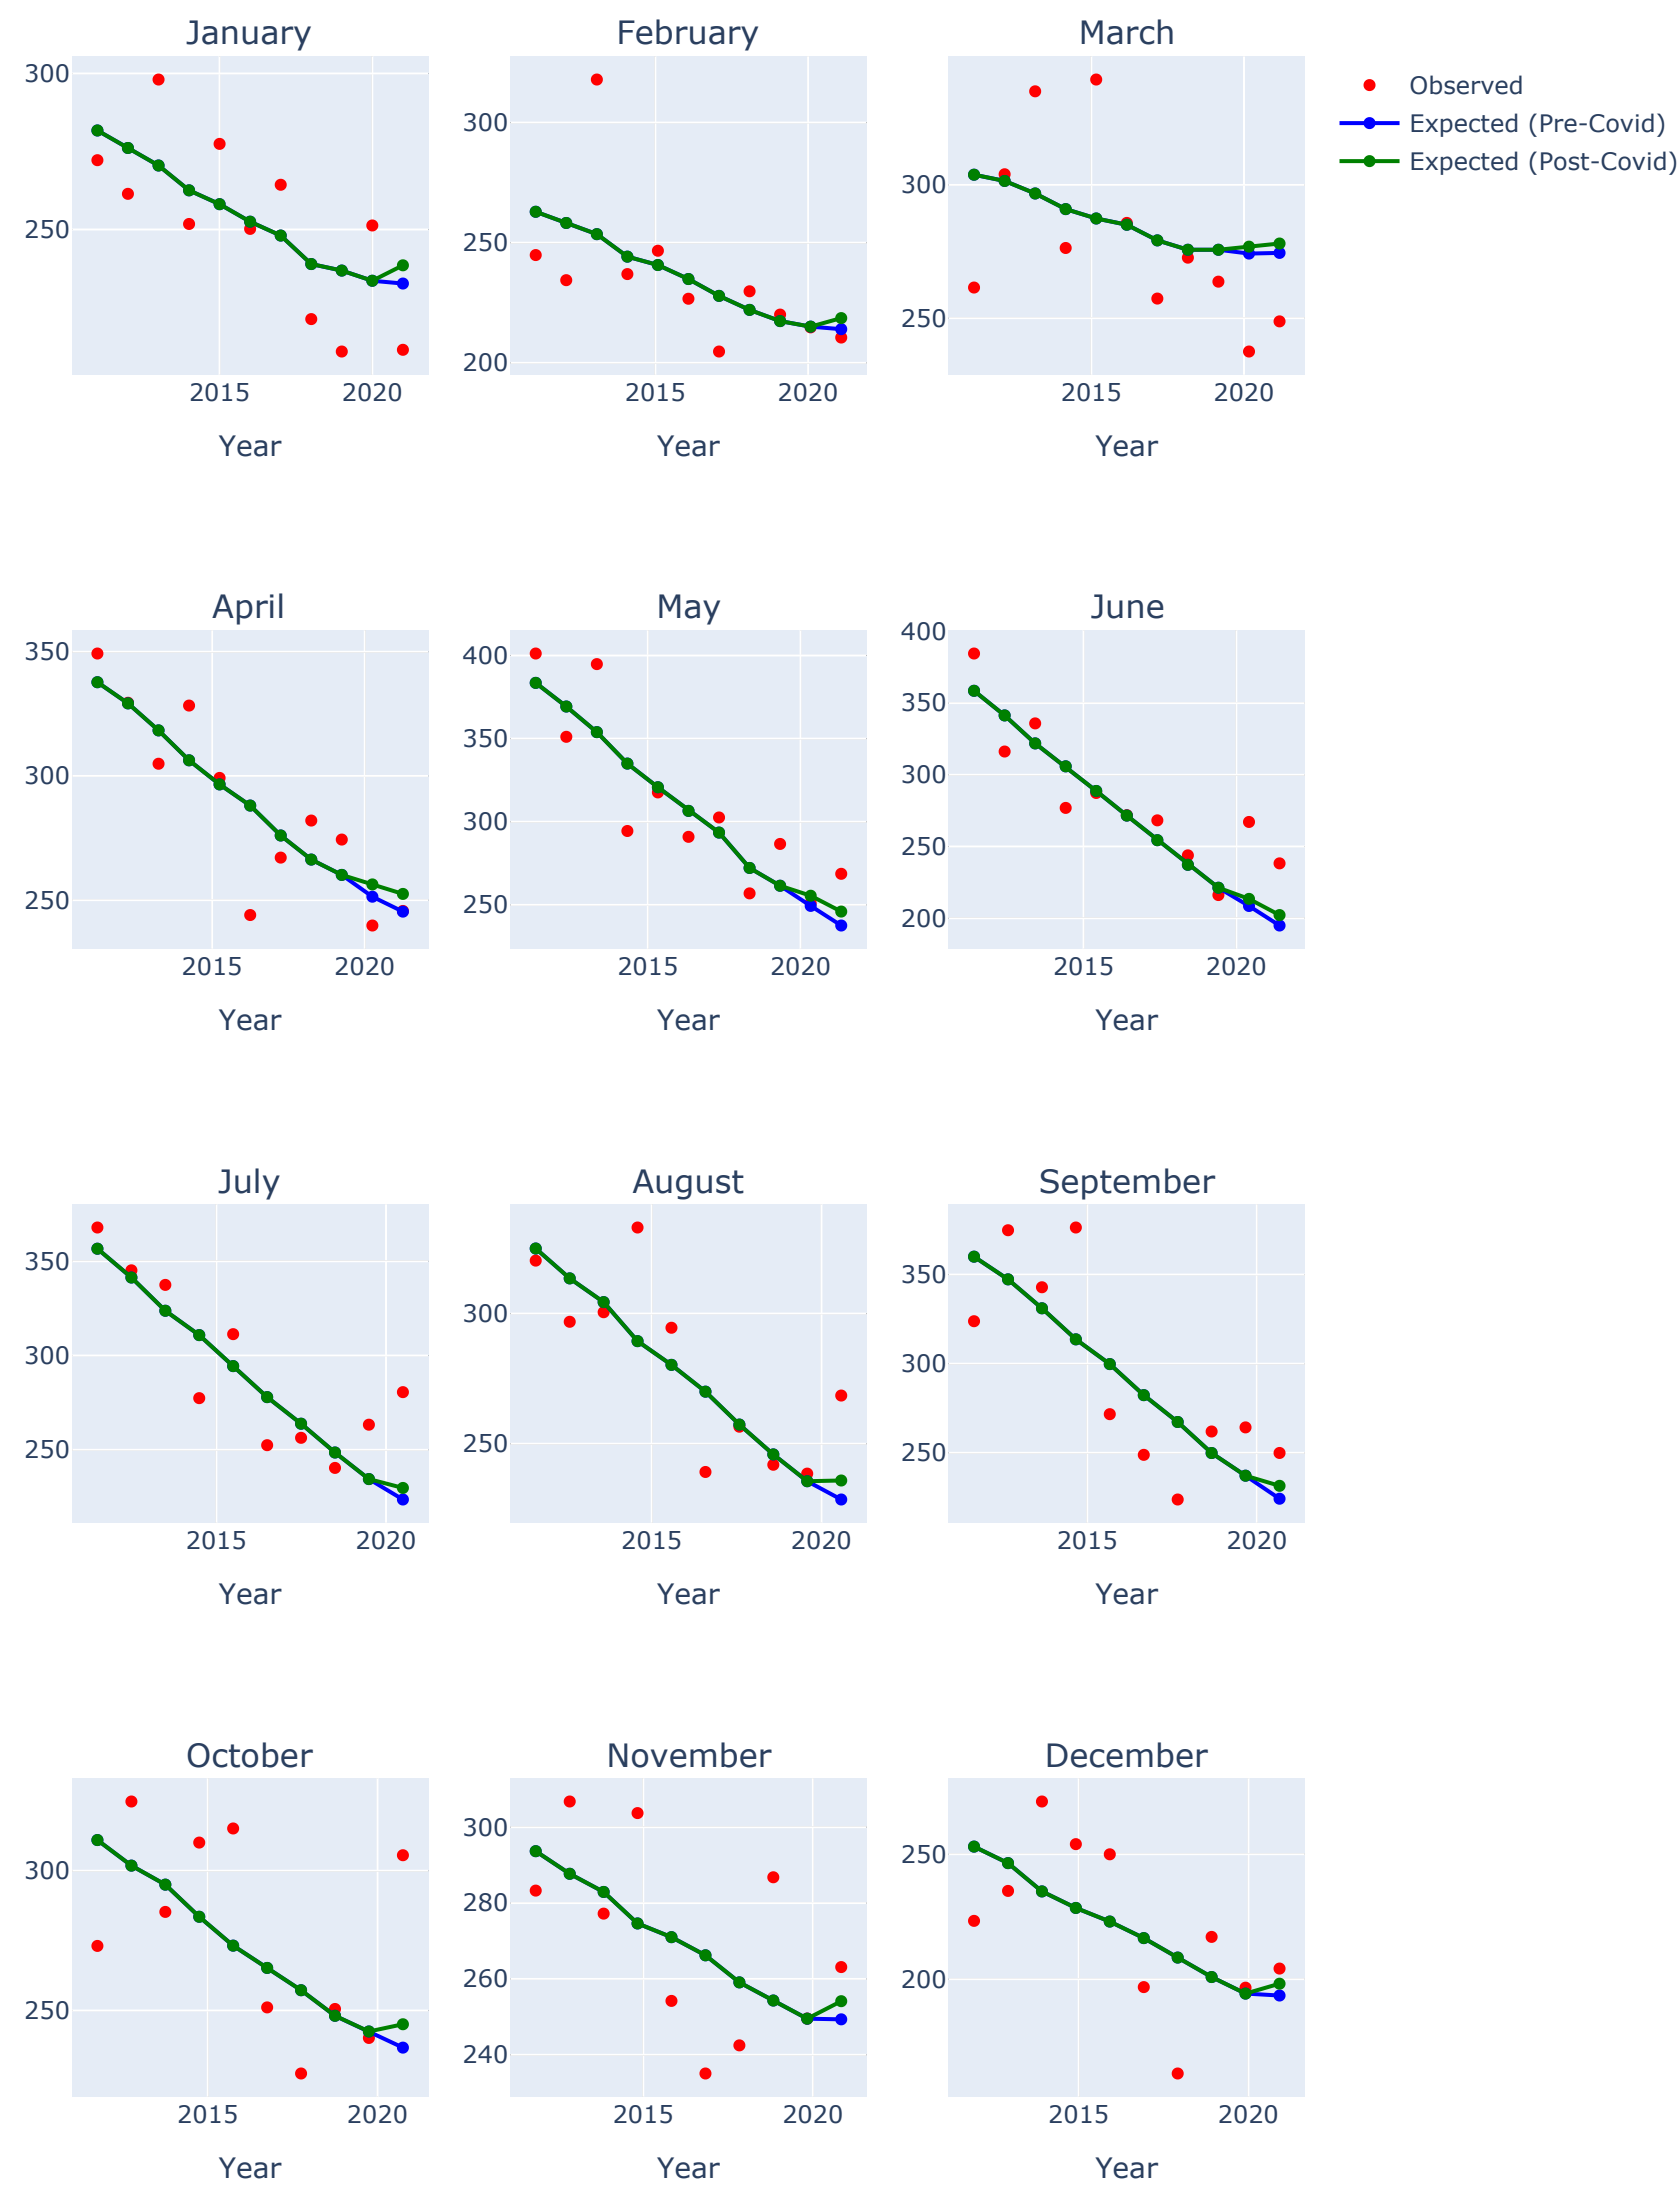 January February March
300
250
2015 2020
Year
300
250
200
2015 2020
Year
300
250
2015 2020
Year
Observed
Expected (Pre-Covid)
Expected (Post-Covid)
April May June
350
300
250
2015 2020
Year
400
350
300
250
2015 2020
Year
400
350
300
250
200
2015 2020
Year
July August September
350
300
250
2015 2020
Year
300
250
2015 2020
Year
350
300
250
2015 2020
Year
October November December
300
250
2015 2020
Year
300
280
260
240
2015 2020
Year
250
200
2015 2020
Year